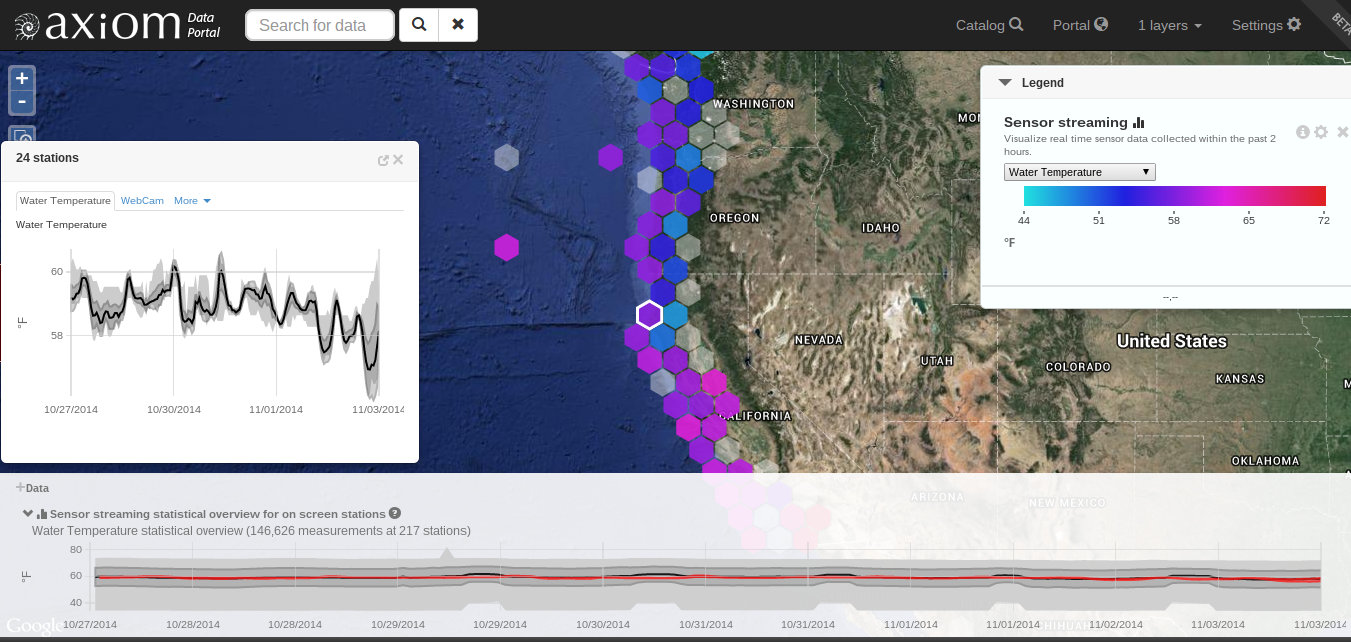 axiom Data Portal
Search for data
Catalog
Portal
1 layers
Settings
BETA
+
-
WASHINGTON
OREGON
IDAHO
NEVADA
UTAH
CALIFORNIA
COLORADO
United States
KANSAS
OKLAHOMA
ARIZONA
NEW MEXICO
Legend
Sensor streaming
Visualize real time sensor data collected within the past 2
hours.
Water Temperature
44 51 58 65 72
°F
--,--
24 stations
Water Temperature WebCam More
Water Temperature
60
58
°F
10/27/2014 10/30/2014 11/01/2014 11/03/2014
+Data
Sensor streaming statistical overview for on screen stations
Water Temperature statistical overview (146,626 measurements at 217 stations)
80
60
40
°F
10/27/2014 10/28/2014 10/28/2014 10/29/2014 10/29/2014 10/30/2014 10/31/2014 10/31/2014 11/01/2014 11/01/2014 11/02/2014 11/03/2014 11/03/2014
Google